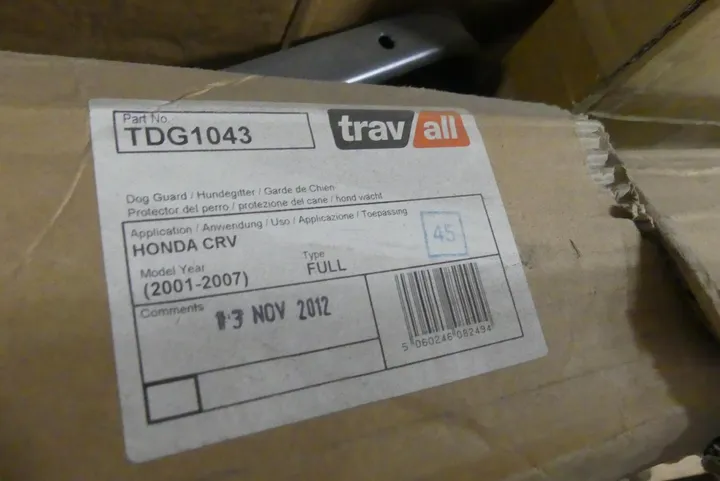 Part No.
TDG1043
trav/all
Dog Guard / Hundegitter / Garde de Chien
Protector del perro / protezione del cane / hond wacht
Application / Anwendung / Uso / Applicazione / Toepassing
HONDA CRV
45
Model Year
(2001-2007)
Type
FULL
Comments
13 NOV 2012
5 060246 082494